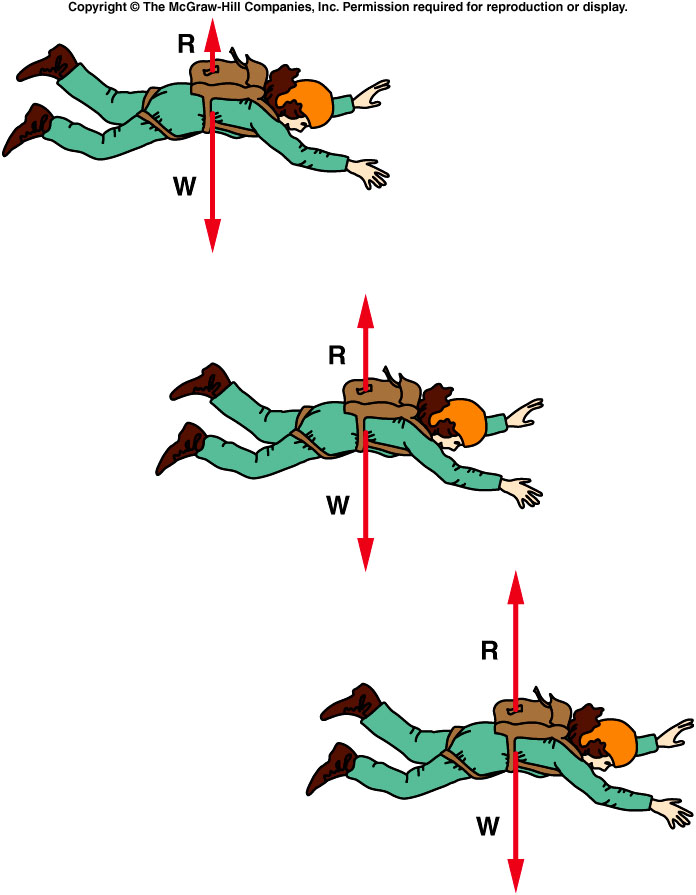 Copyright © The McGraw-Hill Companies, Inc. Permission required for reproduction or display.
R
W
R
W
R
W